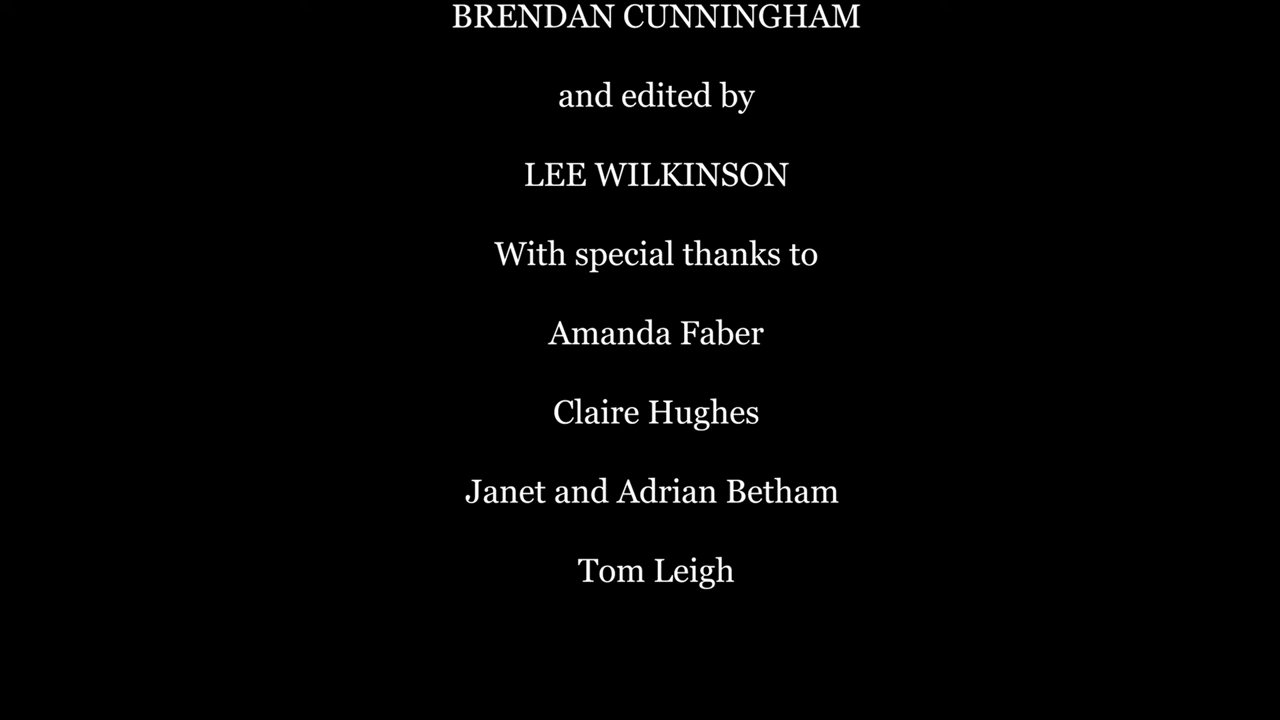 BRENDAN CUNNINGHAM
and edited by
LEE WILKINSON
With special thanks to
Amanda Faber
Claire Hughes
Janet and Adrian Betham
Tom Leigh